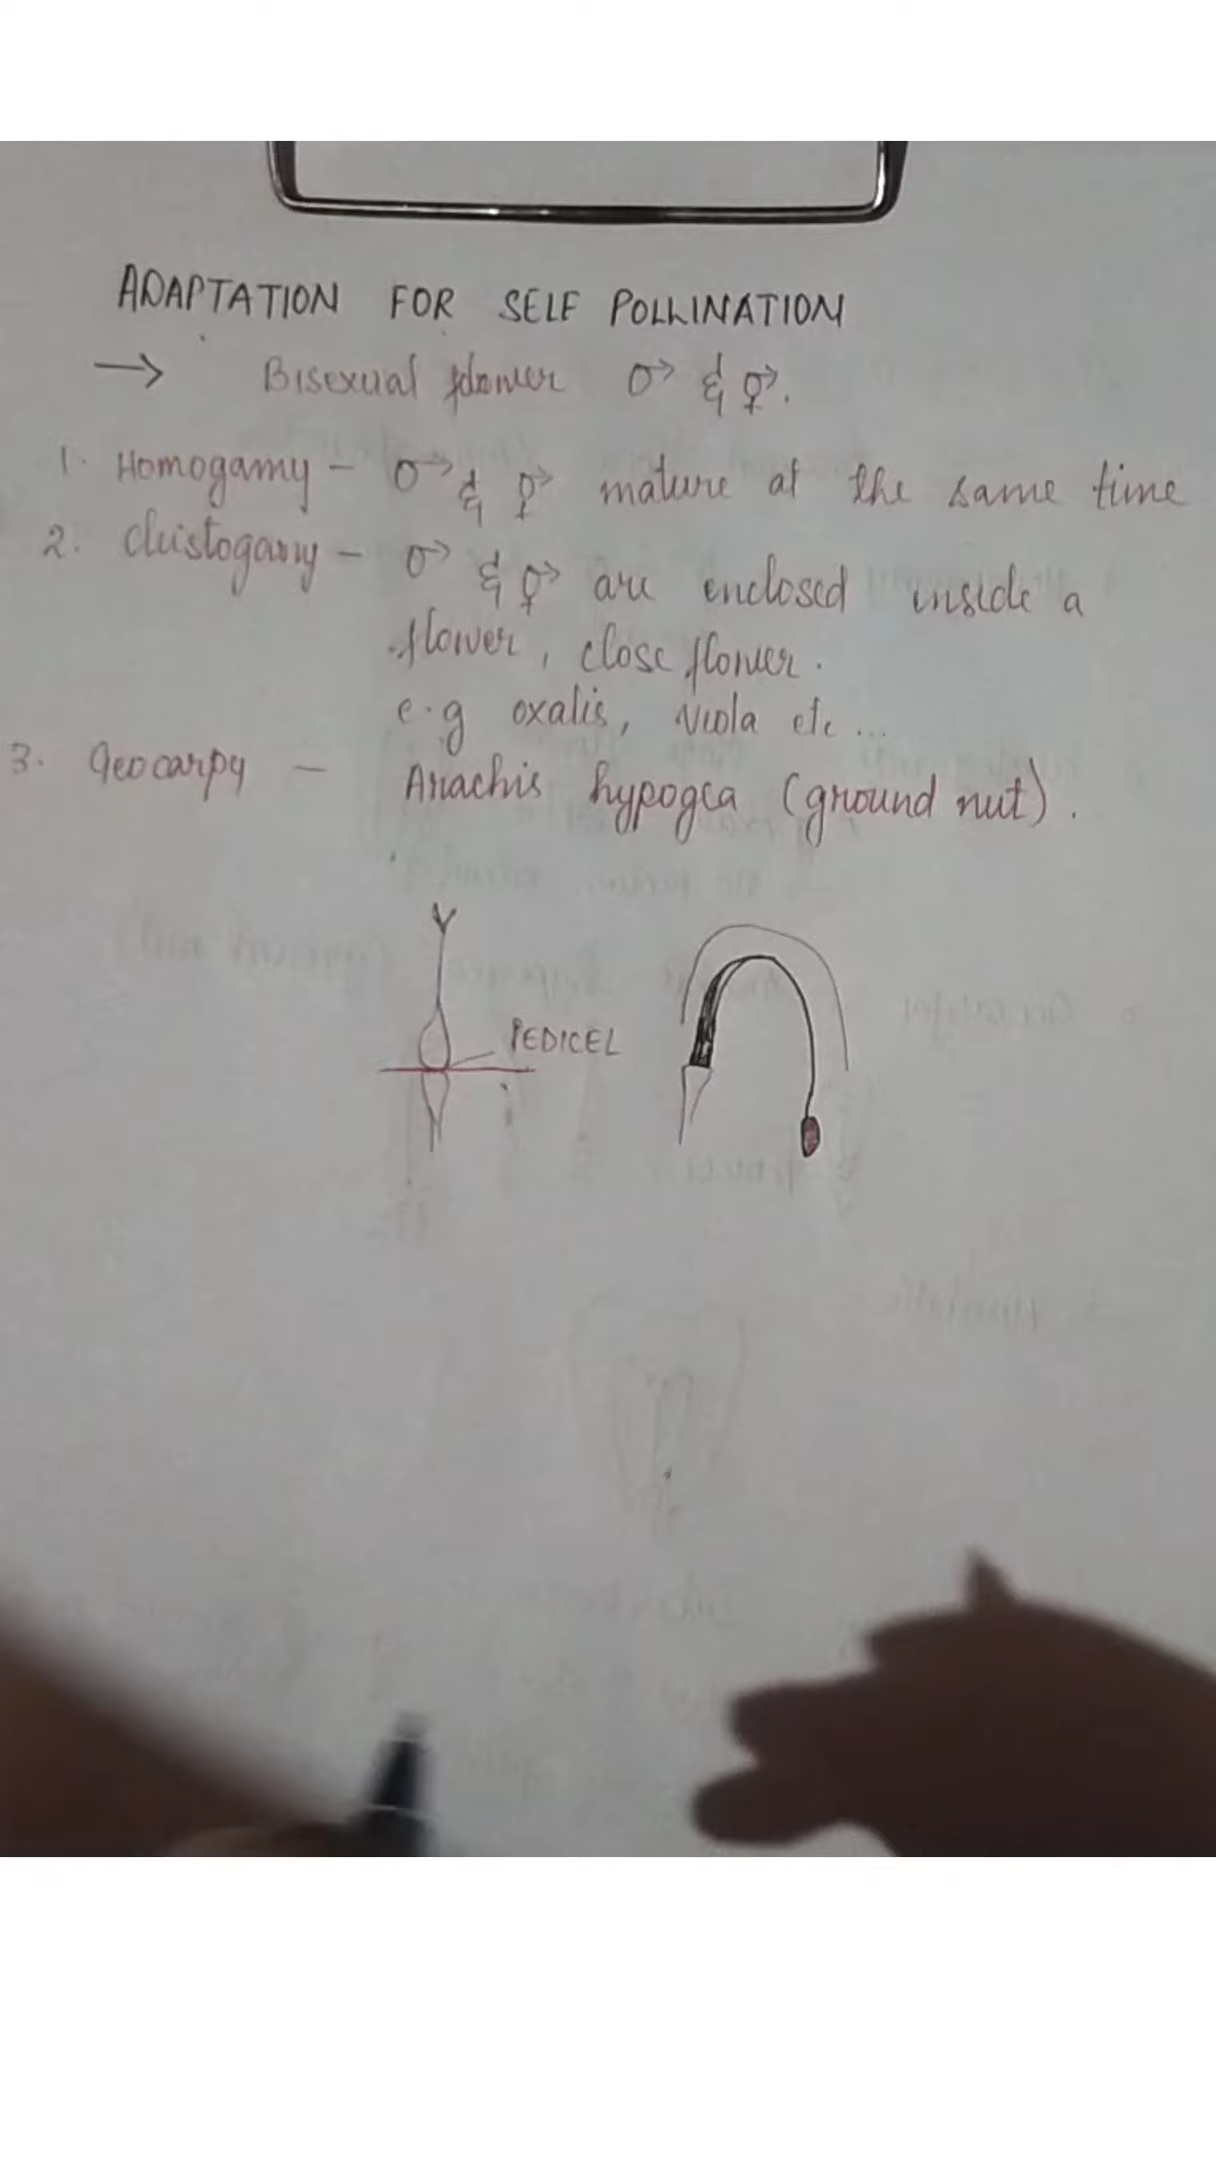 ADAPTATION FOR SELF POLLINATION
→ Bisexual flower ♂ & ⚥.
1. Homogamy – ♂ & ⚥ mature at the same time
2. Cleistogamy – ♂ & ⚥ are enclosed inside a
flower, close flower.
e.g oxalis, viola etc...
3. Geocarpy – Arachis hypogea (ground nut).
PEDICEL